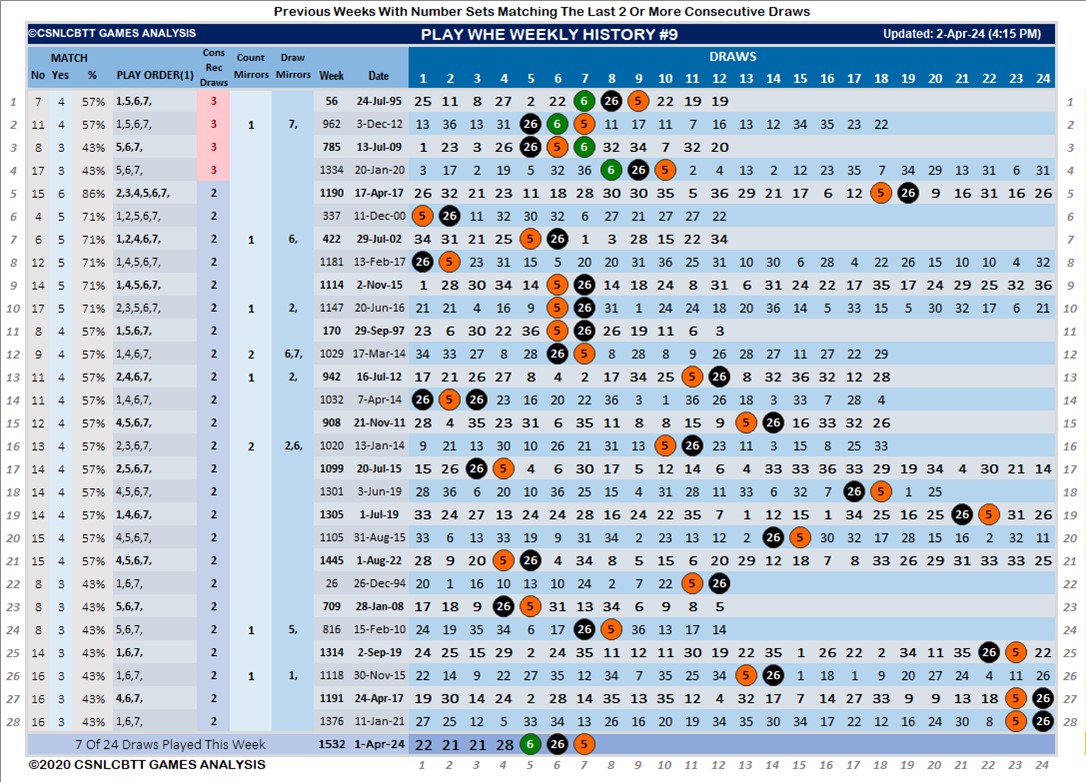 Previous Weeks With Number Sets Matching The Last 2 Or More Consecutive Draws
©CSNLCBTT GAMES ANALYSIS PLAY WHE WEEKLY HISTORY #9 Updated: 2-Apr-24 (4:15 PM)
MATCH Cons Rec Draws Count Mirrors Draw Mirrors DRAWS
No Yes % PLAY ORDER(1) Week Date 1 2 3 4 5 6 7 8 9 10 11 12 13 14 15 16 17 18 19 20 21 22 23 24
1 7 4 57% 1,5,6,7, 3 56 24-Jul-95 25 11 8 27 2 22 6 26 5 22 19 19 1
2 11 4 57% 1,5,6,7, 3 1 7, 962 3-Dec-12 13 36 13 31 26 6 5 11 17 11 7 16 13 12 34 35 23 22 2
3 8 3 43% 5,6,7, 3 785 13-Jul-09 1 23 3 26 26 5 6 32 34 7 32 20 3
4 17 3 43% 5,6,7, 3 1334 20-Jan-20 3 17 2 19 5 32 36 6 26 5 2 4 13 2 12 23 35 7 34 29 13 31 6 31 4
5 15 6 86% 2,3,4,5,6,7, 2 1190 17-Apr-17 26 32 21 23 11 18 28 30 30 35 5 36 29 21 17 6 12 5 26 9 16 31 16 26 5
6 4 5 71% 1,2,5,6,7, 2 337 11-Dec-00 5 26 11 32 30 32 6 27 21 27 27 22 6
7 6 5 71% 1,2,4,6,7, 2 1 6, 422 29-Jul-02 34 31 21 25 5 26 1 3 28 15 22 34 7
8 12 5 71% 1,2,5,6,7, 2 1181 13-Feb-17 26 5 23 31 15 5 20 20 31 36 25 31 10 30 6 28 4 22 26 15 10 10 4 32 8
9 14 5 71% 1,4,5,6,7, 2 1114 2-Nov-15 1 28 30 34 14 5 26 14 18 24 8 31 6 31 24 22 17 35 17 24 29 25 32 36 9
10 17 5 71% 2,3,5,6,7, 2 1 2, 1147 20-Jun-16 21 21 4 16 9 5 26 31 1 24 24 18 20 36 14 5 33 15 5 30 32 17 6 21 10
11 8 4 57% 1,5,6,7, 2 170 29-Sep-97 23 6 30 22 36 5 26 26 19 11 6 3 11
12 9 4 57% 1,4,6,7, 2 2 6,7, 1029 17-Mar-14 34 33 27 8 28 26 5 8 28 8 9 26 28 27 11 27 22 29 12
13 11 4 57% 2,4,6,7, 2 1 2, 942 16-Jul-12 17 21 26 27 8 4 2 17 34 25 5 26 8 32 36 32 12 28 13
14 11 4 57% 1,4,6,7, 2 1032 7-Apr-14 26 5 26 23 16 20 22 36 3 1 36 26 18 3 33 7 28 4 14
15 12 4 57% 4,5,6,7, 2 908 21-Nov-11 28 4 35 23 31 6 35 11 8 8 15 9 5 26 16 33 32 26 15
16 13 4 57% 2,3,6,7, 2 2 2,6, 1020 13-Jan-14 9 21 13 30 10 26 21 31 13 5 26 23 11 3 15 8 25 33 16
17 14 4 57% 2,5,6,7, 2 1099 20-Jul-15 15 26 26 5 4 6 30 17 5 12 14 6 4 33 33 36 33 29 19 34 4 30 21 14 17
18 14 4 57% 4,5,6,7, 2 1301 3-Jun-19 28 36 6 20 10 36 25 15 4 31 28 11 33 6 32 7 26 5 1 25 18
19 14 4 57% 1,4,6,7, 2 1305 1-Jul-19 33 24 27 13 24 24 28 16 24 22 35 7 1 12 15 1 34 25 16 25 26 5 31 26 19
20 15 4 57% 4,5,6,7, 2 1105 31-Aug-15 33 6 13 33 19 9 31 34 2 23 13 12 2 26 5 30 32 17 28 15 16 2 32 11 20
21 15 4 57% 4,5,6,7, 2 1445 1-Aug-22 28 9 20 5 26 4 34 8 5 15 6 20 29 12 18 7 8 33 26 29 31 33 33 25 21
22 8 3 43% 1,6,7, 2 26 26-Dec-94 20 1 16 10 13 10 24 2 7 22 5 26 22
23 8 3 43% 5,6,7, 2 709 28-Jan-08 17 18 9 26 5 31 13 34 6 9 8 5 23
24 8 3 43% 5,6,7, 2 1 5, 816 15-Feb-10 24 19 35 34 6 17 26 5 36 13 17 14 24
25 14 3 43% 1,6,7, 2 1314 2-Sep-19 24 25 15 29 2 24 35 11 12 11 30 19 22 35 1 26 22 2 34 11 35 26 5 22 25
26 16 3 43% 1,6,7, 2 1 1, 1118 30-Nov-15 22 14 9 22 27 35 12 34 7 35 25 34 5 26 1 18 1 9 20 27 24 4 11 26 26
27 16 3 43% 4,6,7, 2 1191 24-Apr-17 19 30 14 24 2 28 14 35 13 35 12 4 32 17 7 14 27 33 9 9 13 18 5 26 27
28 16 3 43% 1,6,7, 2 1376 11-Jan-21 27 25 12 5 33 34 13 26 16 20 19 34 35 30 34 17 22 12 16 24 30 8 5 26 28
7 Of 24 Draws Played This Week 1532 1-Apr-24 22 21 21 28 6 26 5
©2020 CSNLCBTT GAMES ANALYSIS 1 2 3 4 5 6 7 8 9 10 11 12 13 14 15 16 17 18 19 20 21 22 23 24